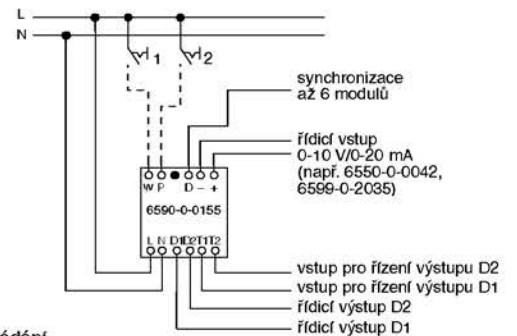 L
N
1
2
synchronizace
až 6 modulů
řídicí vstup
0-10 V/0-20 mA
(např. 6550-0-0042,
6599-0-2035)
W P D − +
6590-0-0155
L N D1 D2 T1 T2
vstup pro řízení výstupu D2
vstup pro řízení výstupu D1
řídicí výstup D2
řídicí výstup D1